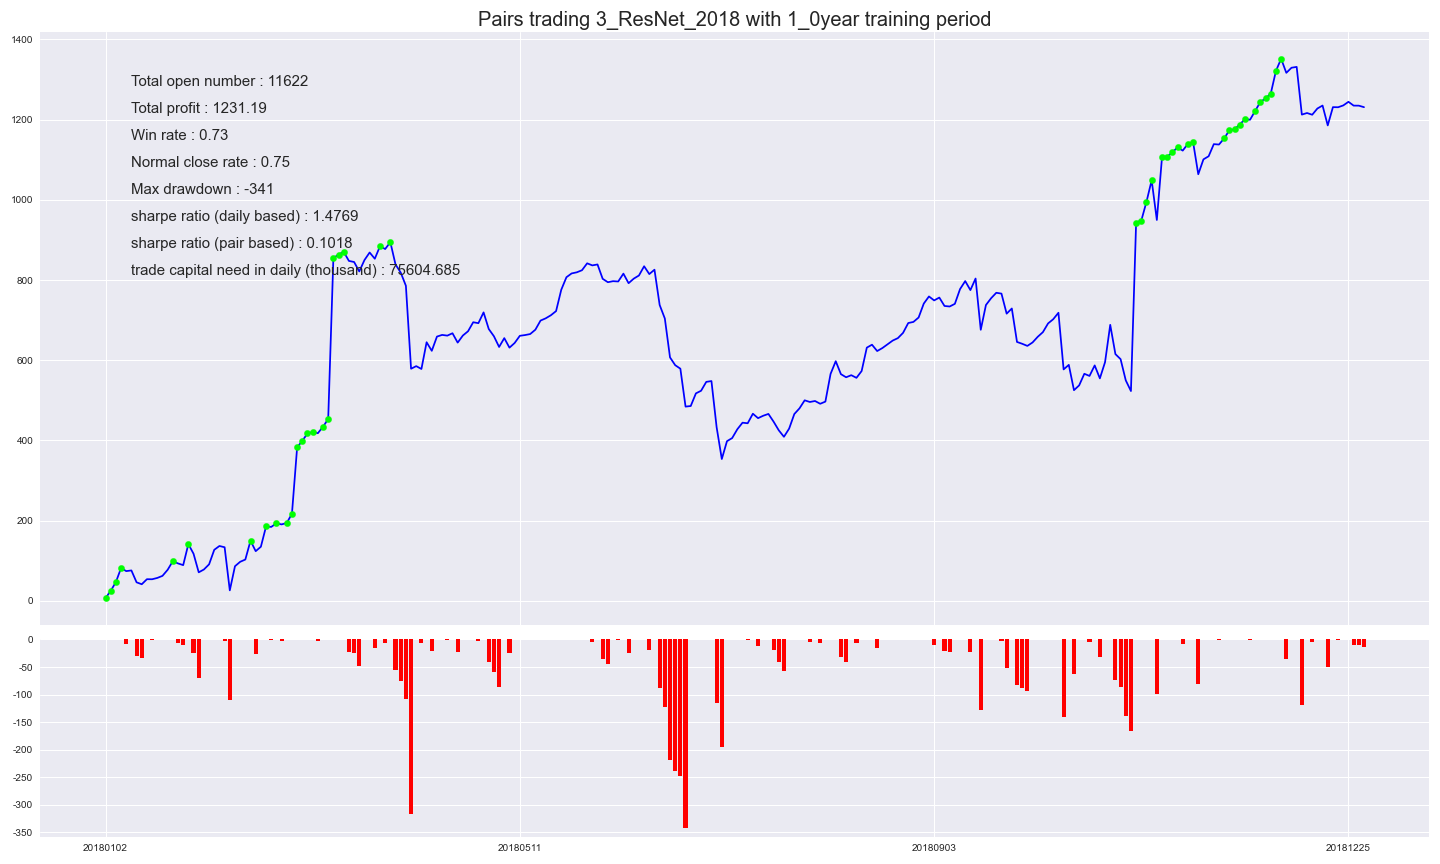 Pairs trading 3_ResNet_2018 with 1_0year training period
1400
1200
1000
800
600
400
200
0
Total open number : 11622
Total profit : 1231.19
Win rate : 0.73
Normal close rate : 0.75
Max drawdown : -341
sharpe ratio (daily based) : 1.4769
sharpe ratio (pair based) : 0.1018
trade capital need in daily (thousand) : 75604.685
0
-50
-100
-150
-200
-250
-300
-350
20180102
20180511
20180903
20181225